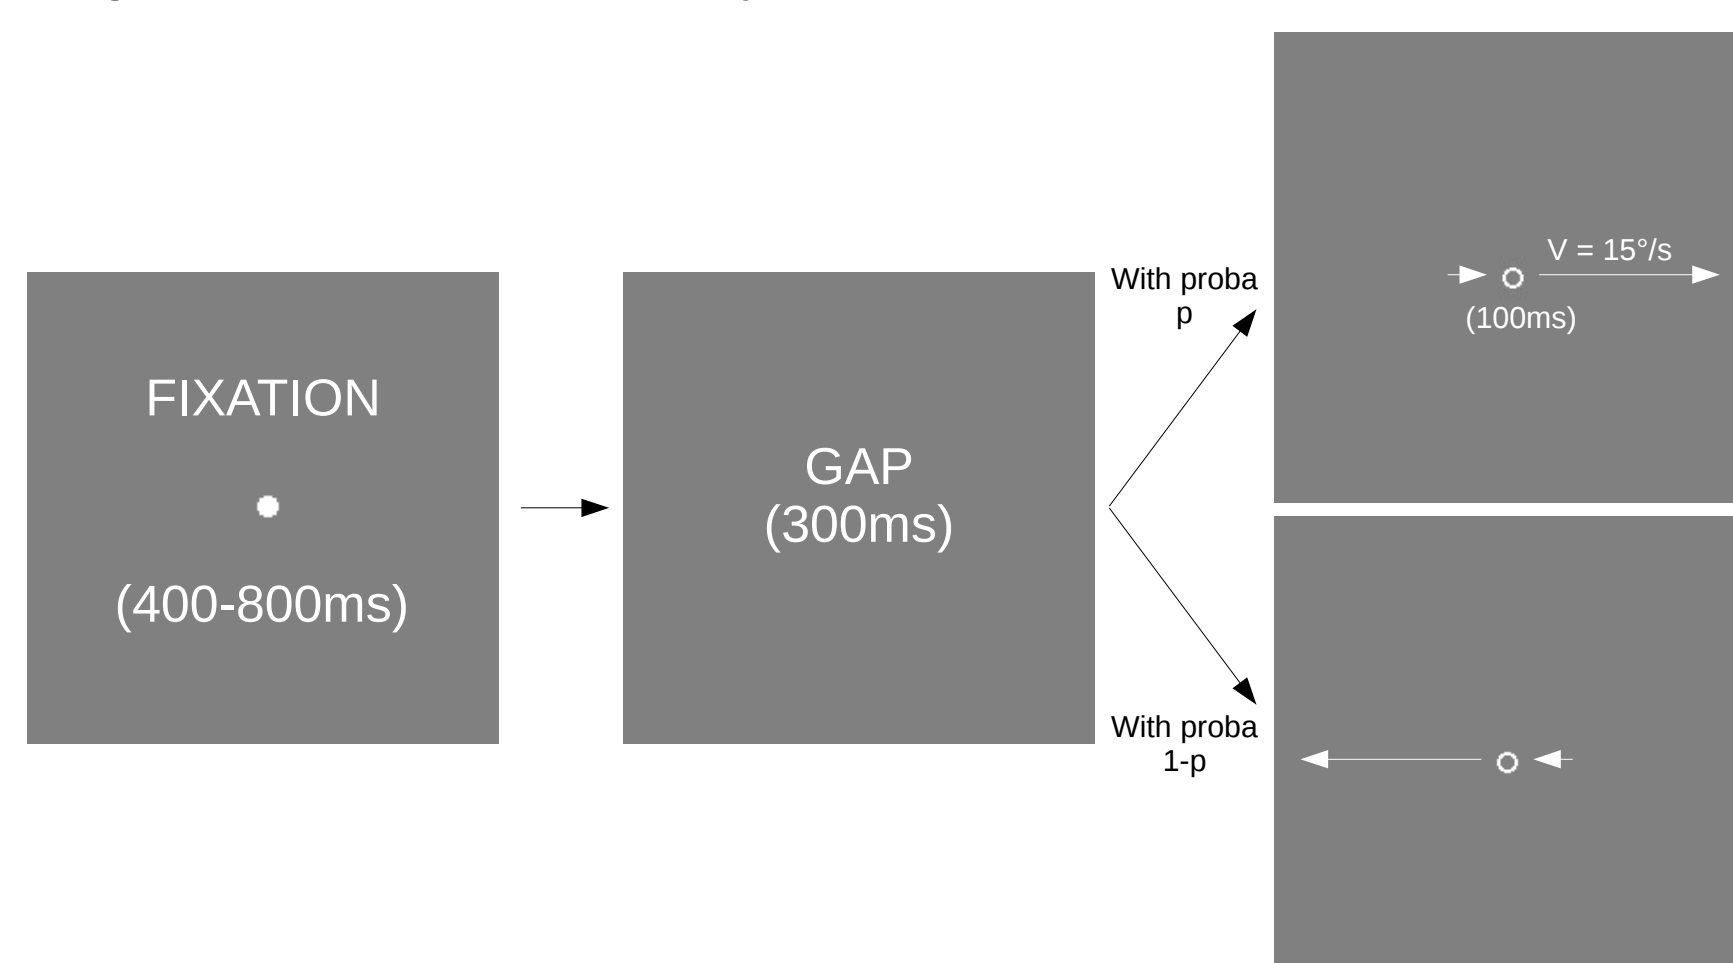 FIXATION
(400-800ms)
GAP
(300ms)
With proba
p
V = 15°/s
(100ms)
With proba
1-p